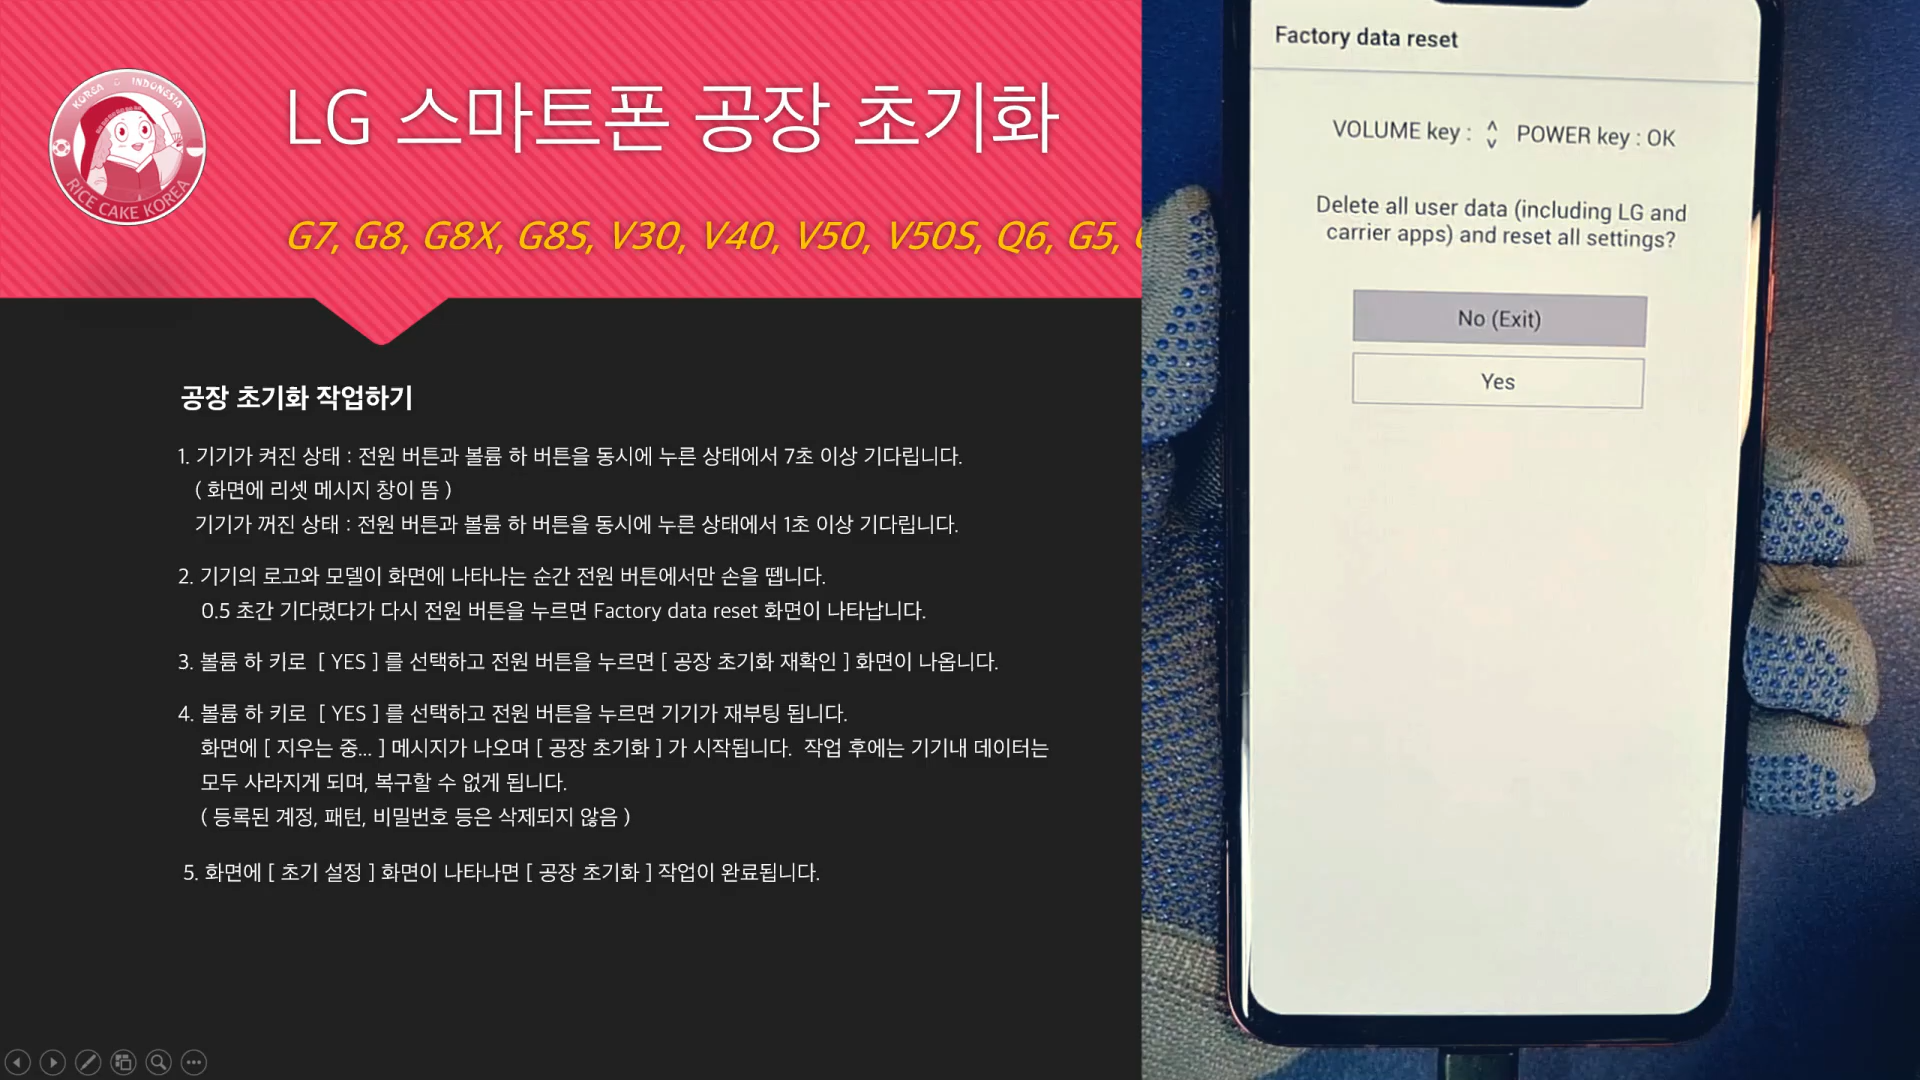 KOREA & INDONESIA
RICE CAKE KOREA
LG 스마트폰 공장 초기화
G7, G8, G8X, G8S, V30, V40, V50, V50S, Q6, G5,
공장 초기화 작업하기
1. 기기가 켜진 상태 : 전원 버튼과 볼륨 하 버튼을 동시에 누른 상태에서 7초 이상 기다립니다.
( 화면에 리셋 메시지 창이 뜸 )
기기가 꺼진 상태 : 전원 버튼과 볼륨 하 버튼을 동시에 누른 상태에서 1초 이상 기다립니다.
2. 기기의 로고와 모델이 화면에 나타나는 순간 전원 버튼에서만 손을 뗍니다.
0.5 초간 기다렸다가 다시 전원 버튼을 누르면 Factory data reset 화면이 나타납니다.
3. 볼륨 하 키로 [ YES ] 를 선택하고 전원 버튼을 누르면 [ 공장 초기화 재확인 ] 화면이 나옵니다.
4. 볼륨 하 키로 [ YES ] 를 선택하고 전원 버튼을 누르면 기기가 재부팅 됩니다.
화면에 [ 지우는 중... ] 메시지가 나오며 [ 공장 초기화 ] 가 시작됩니다. 작업 후에는 기기내 데이터는
모두 사라지게 되며, 복구할 수 없게 됩니다.
( 등록된 계정, 패턴, 비밀번호 등은 삭제되지 않음 )
5. 화면에 [ 초기 설정 ] 화면이 나타나면 [ 공장 초기화 ] 작업이 완료됩니다.
Factory data reset
VOLUME key : POWER key : OK
Delete all user data (including LG and
carrier apps) and reset all settings?
No (Exit)
Yes